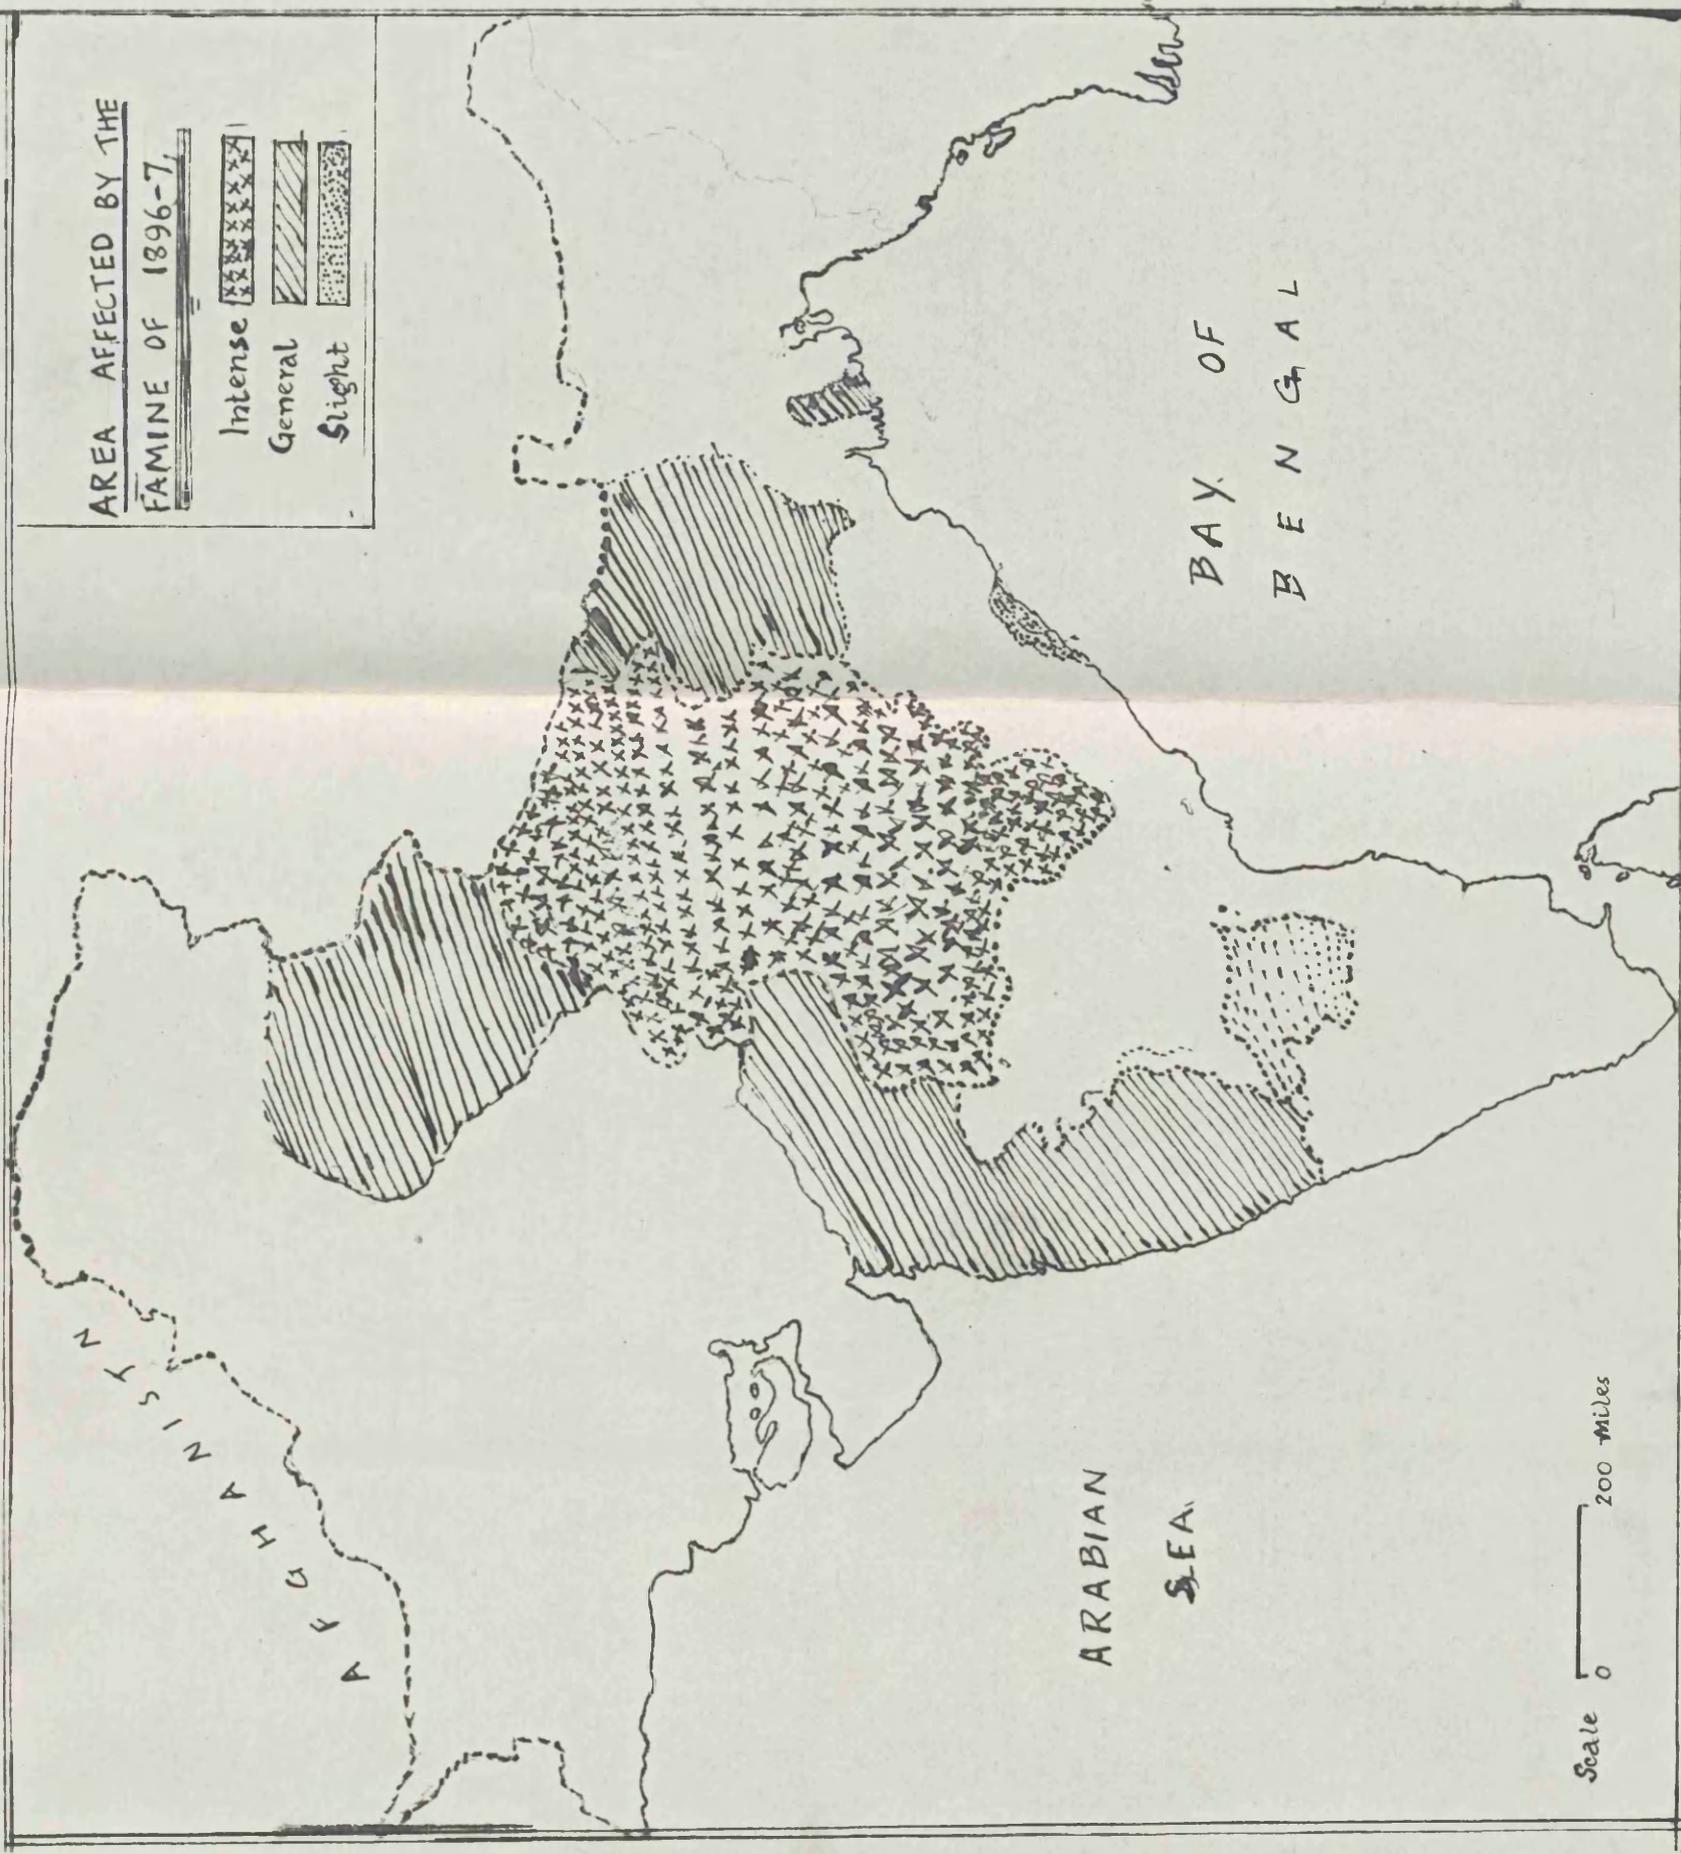 AREA AFFECTED BY THE
FAMINE OF 1896-7,
Intense
General
Slight
AFGHANISTN
BAY OF
BENGAL
ARABIAN
SEA
Scale 0 200 Miles